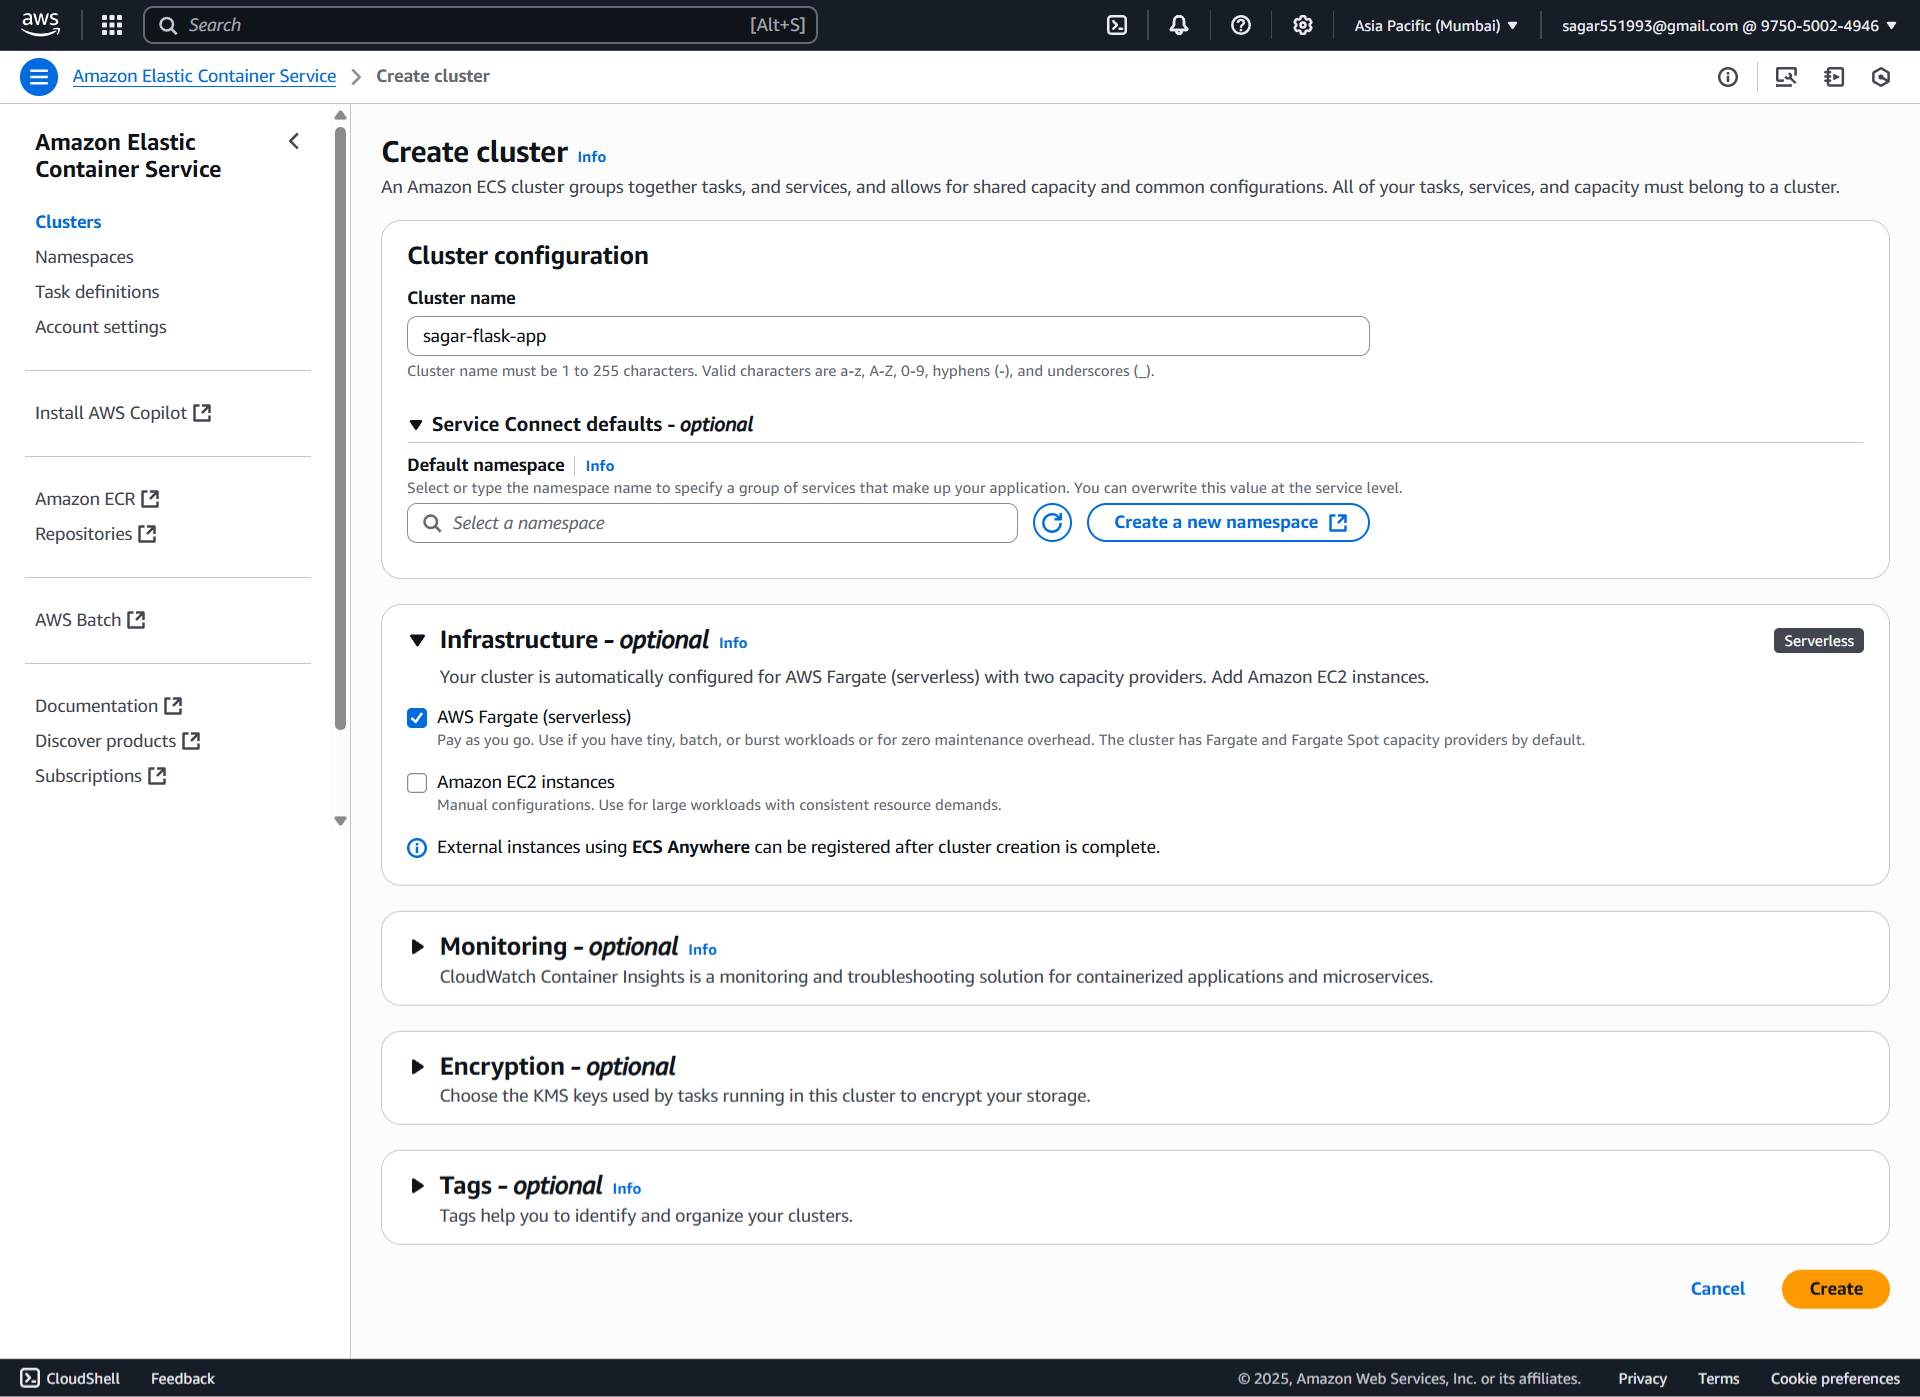 aws
Search [Alt+S]
Asia Pacific (Mumbai)
sagar551993@gmail.com @ 9750-5002-4946
Amazon Elastic Container Service
Create cluster
Amazon Elastic
Container Service
Clusters
Namespaces
Task definitions
Account settings
Install AWS Copilot
Amazon ECR
Repositories
AWS Batch
Documentation
Discover products
Subscriptions
Create cluster Info
An Amazon ECS cluster groups together tasks, and services, and allows for shared capacity and common configurations. All of your tasks, services, and capacity must belong to a cluster.
Cluster configuration
Cluster name
sagar-flask-app
Cluster name must be 1 to 255 characters. Valid characters are a-z, A-Z, 0-9, hyphens (-), and underscores (_).
Service Connect defaults - optional
Default namespace Info
Select or type the namespace name to specify a group of services that make up your application. You can overwrite this value at the service level.
Select a namespace
Create a new namespace
Infrastructure - optional Info
Serverless
Your cluster is automatically configured for AWS Fargate (serverless) with two capacity providers. Add Amazon EC2 instances.
AWS Fargate (serverless)
Pay as you go. Use if you have tiny, batch, or burst workloads or for zero maintenance overhead. The cluster has Fargate and Fargate Spot capacity providers by default.
Amazon EC2 instances
Manual configurations. Use for large workloads with consistent resource demands.
External instances using ECS Anywhere can be registered after cluster creation is complete.
Monitoring - optional Info
CloudWatch Container Insights is a monitoring and troubleshooting solution for containerized applications and microservices.
Encryption - optional
Choose the KMS keys used by tasks running in this cluster to encrypt your storage.
Tags - optional Info
Tags help you to identify and organize your clusters.
Cancel
Create
CloudShell
Feedback
© 2025, Amazon Web Services, Inc. or its affiliates.
Privacy
Terms
Cookie preferences